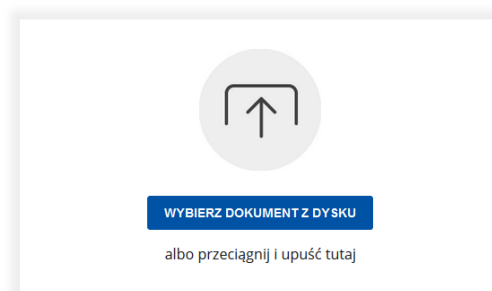 WYBIERZ DOKUMENT Z DYSKU
albo przeciągnij i upuść tutaj